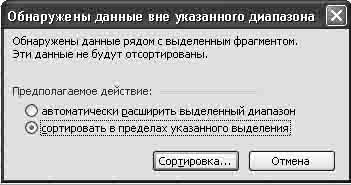 Обнаружены данные вне указанного диапазона
Обнаружены данные рядом с выделенным фрагментом.
Эти данные не будут отсортированы.
Предполагаемое действие:
автоматически расширить выделенный диапазон
сортировать в пределах указанного выделения
Сортировка...
Отмена